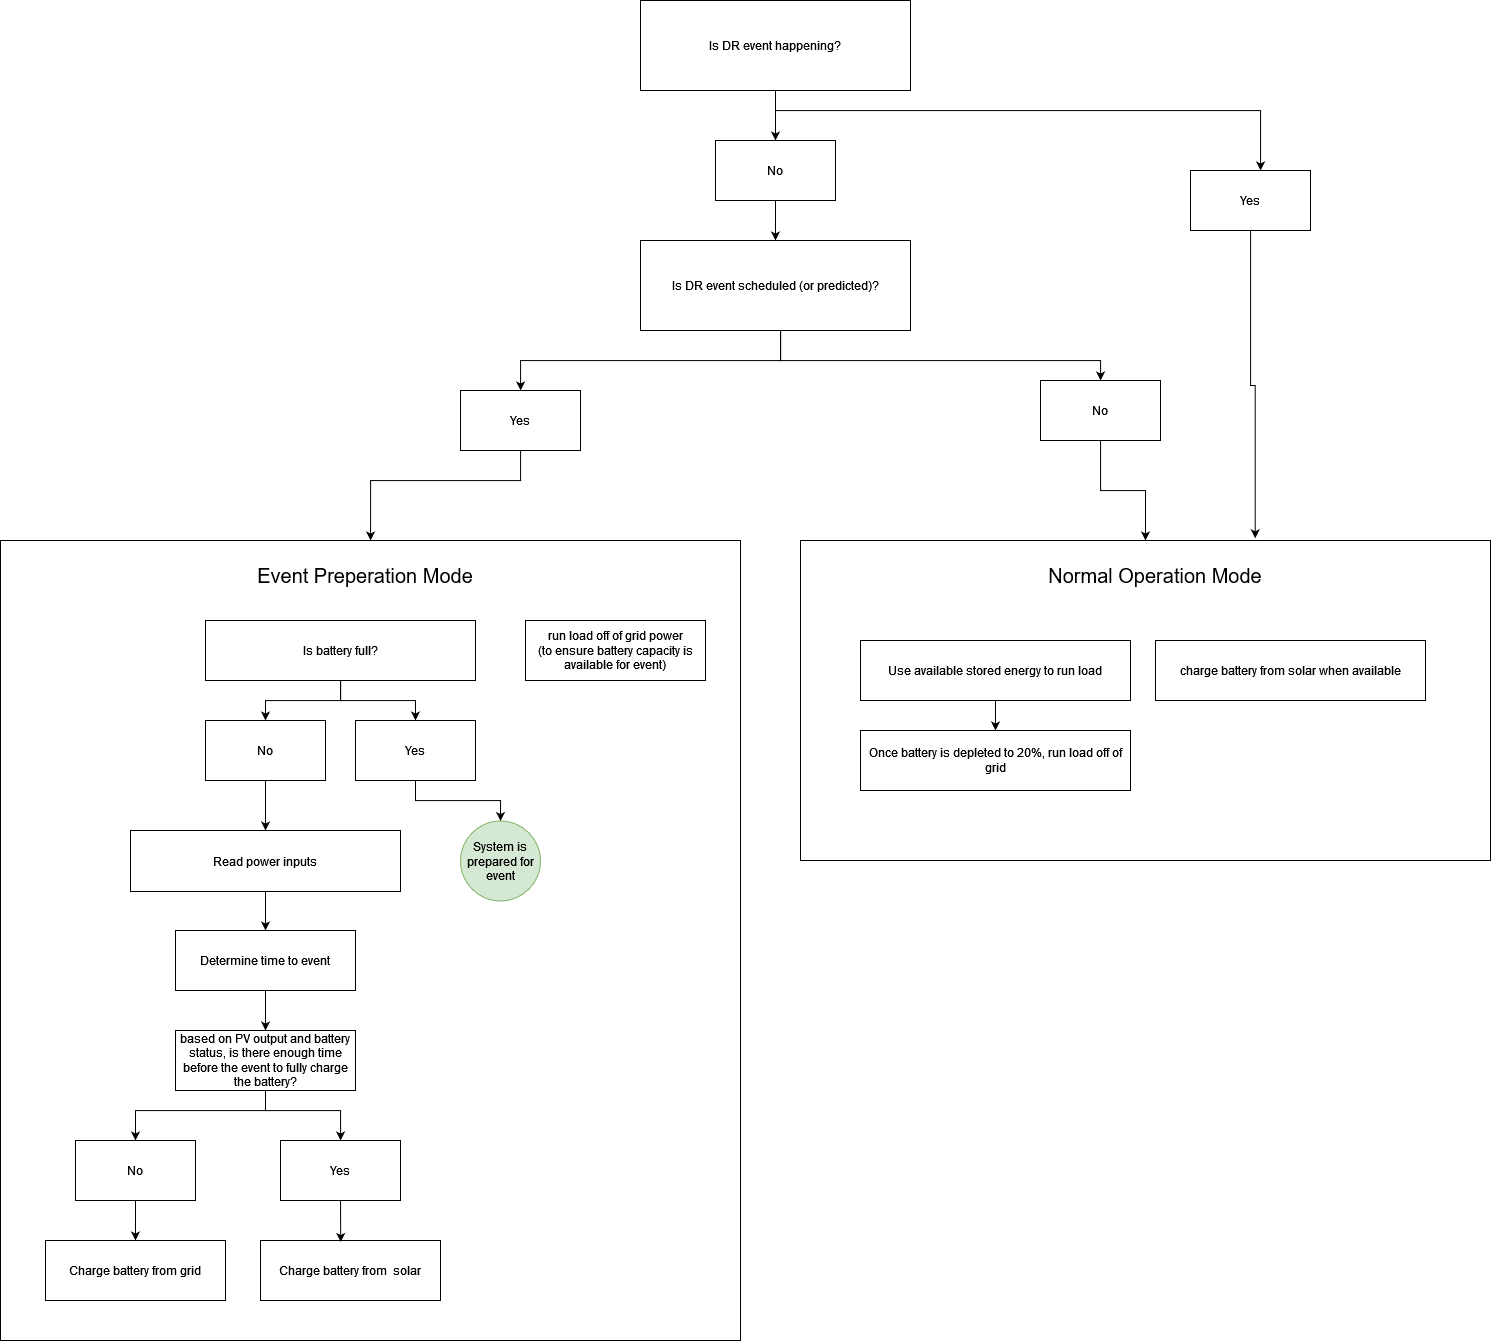 Is DR event happening?
No
Yes
Is DR event scheduled (or predicted)?
Yes
No
Event Preperation Mode
Is battery full?
run load off of grid power
(to ensure battery capacity is
available for event)
No
Yes
Read power inputs
System is
prepared for
event
Determine time to event
based on PV output and battery
status, is there enough time
before the event to fully charge
the battery?
No
Yes
Charge battery from grid
Charge battery from  solar
Normal Operation Mode
Use available stored energy to run load
charge battery from solar when available
Once battery is depleted to 20%, run load off of
grid